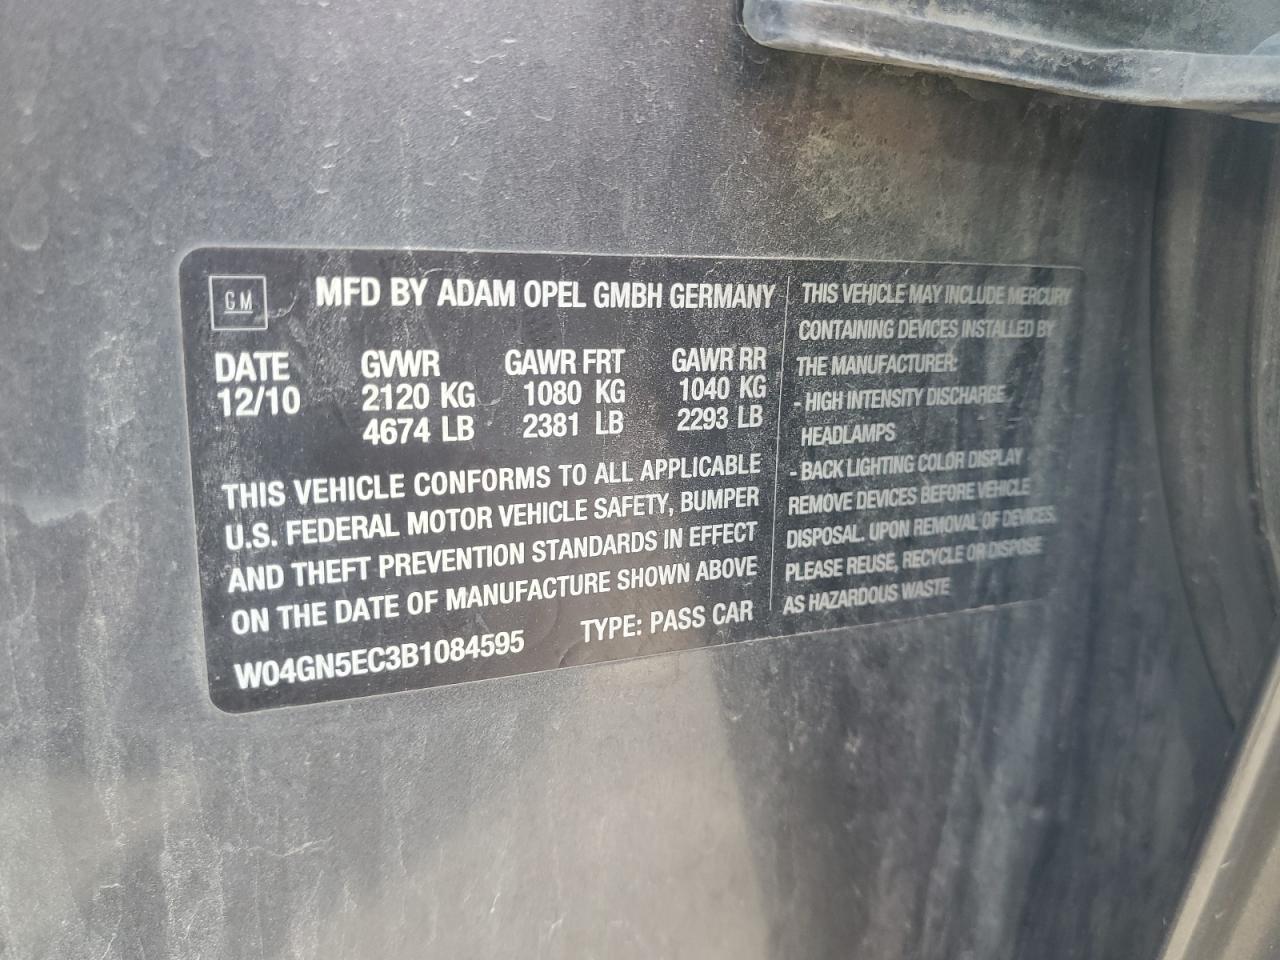 GM
MFD BY ADAM OPEL GMBH GERMANY
DATE GVWR GAWR FRT GAWR RR
12/10 2120 KG 1080 KG 1040 KG
4674 LB 2381 LB 2293 LB
THIS VEHICLE CONFORMS TO ALL APPLICABLE
U.S. FEDERAL MOTOR VEHICLE SAFETY, BUMPER
AND THEFT PREVENTION STANDARDS IN EFFECT
ON THE DATE OF MANUFACTURE SHOWN ABOVE
W04GN5EC3B1084595 TYPE: PASS CAR
THIS VEHICLE MAY INCLUDE MERCURY
CONTAINING DEVICES INSTALLED BY
THE MANUFACTURER:
- HIGH INTENSITY DISCHARGE
HEADLAMPS
- BACK LIGHTING COLOR DISPLAY
REMOVE DEVICES BEFORE VEHICLE
DISPOSAL. UPON REMOVAL OF DEVICES,
PLEASE REUSE, RECYCLE OR DISPOSE
AS HAZARDOUS WASTE